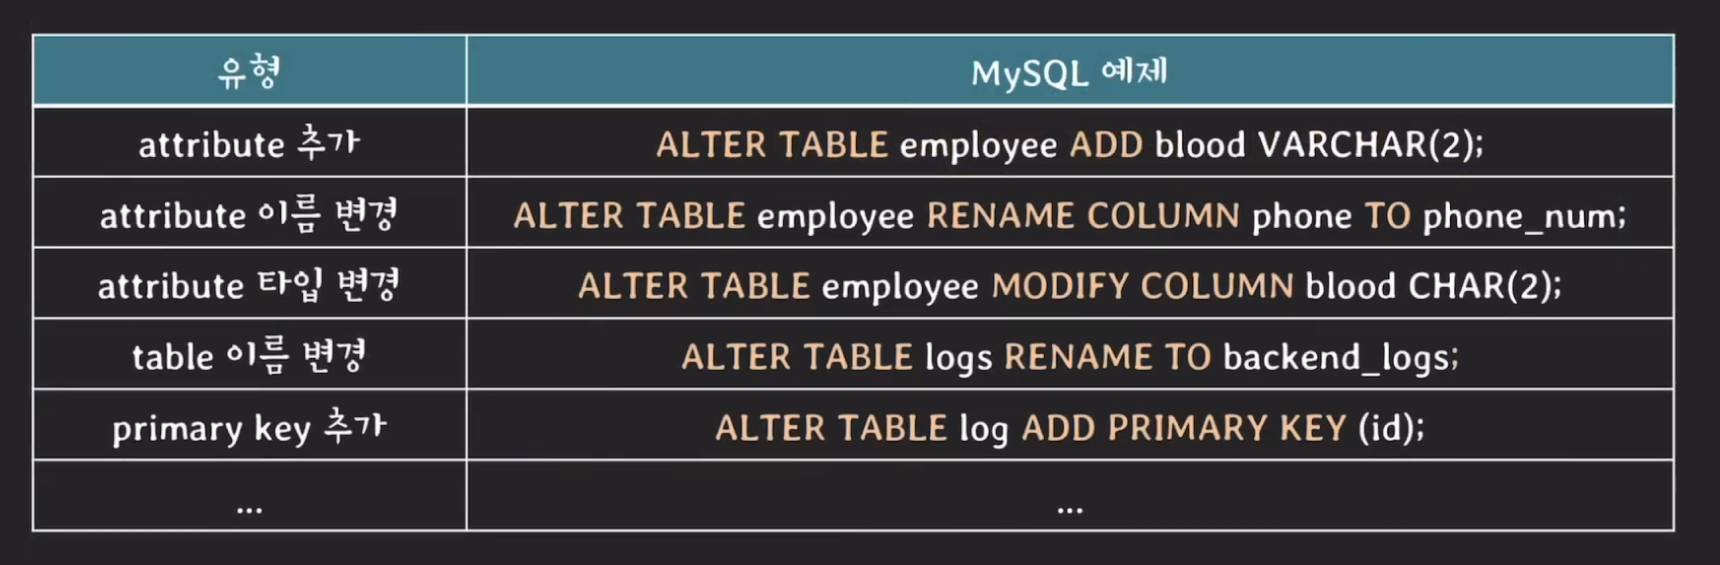 유형 MySQL 예제
attribute 추가 ALTER TABLE employee ADD blood VARCHAR(2);
attribute 이름 변경 ALTER TABLE employee RENAME COLUMN phone TO phone_num;
attribute 타입 변경 ALTER TABLE employee MODIFY COLUMN blood CHAR(2);
table 이름 변경 ALTER TABLE logs RENAME TO backend_logs;
primary key 추가 ALTER TABLE log ADD PRIMARY KEY (id);
... ...